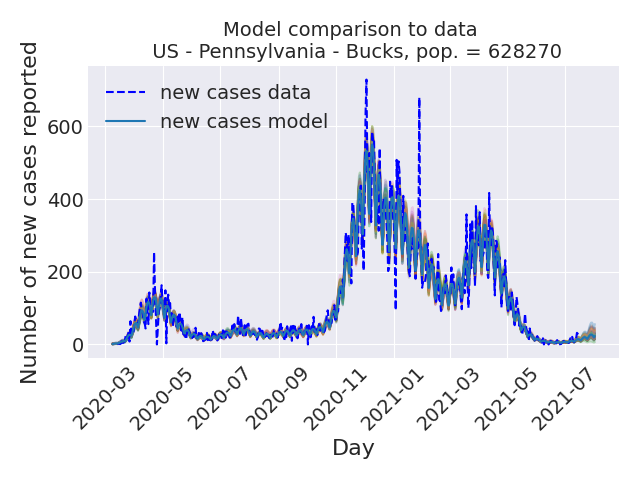 Model comparison to data
US - Pennsylvania - Bucks, pop. = 628270
new cases data
new cases model
Number of new cases reported
600
400
200
0
2020-03
2020-05
2020-07
2020-09
2020-11
2021-01
2021-03
2021-05
2021-07
Day